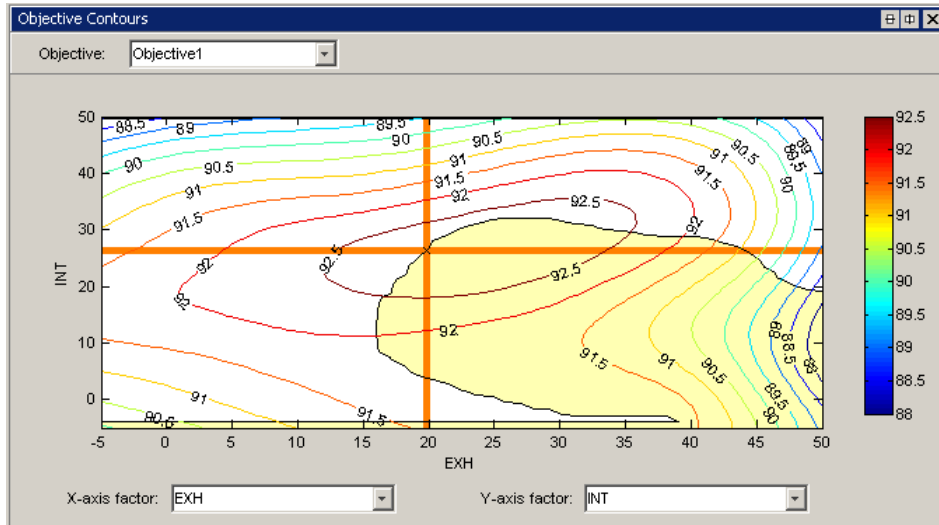 Objective Contours
Objective: Objective1
50 40 30 20 10 0
INT
-5 0 5 10 15 20 25 30 35 40 45 50
EXH
88.5 89 89.5 90 90.5 91 91.5 92 92.5
90 90.5 91 91.5 92 92.5 92
92.5 92 91.5 91 90.5 90 89.5 89
92 91.5 91 90.5 90 89.5 88 88.5 88
91 90.5 91.5
92.5
92
91.5
91
90.5
90
89.5
89
88.5
88
X-axis factor: EXH Y-axis factor: INT